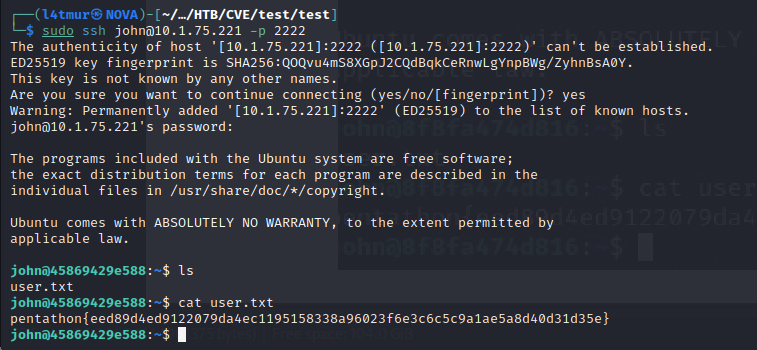 ┌──(l4tmur㉿NOVA)-[~/…/HTB/CVE/test/test]
└─$ sudo ssh john@10.1.75.221 -p 2222
The authenticity of host '[10.1.75.221]:2222 ([10.1.75.221]:2222)' can't be established.
ED25519 key fingerprint is SHA256:QOQvu4mS8XGpJ2CQdBqkCeRnwLgYnpBWg/ZyhnBsA0Y.
This key is not known by any other names.
Are you sure you want to continue connecting (yes/no/[fingerprint])? yes
Warning: Permanently added '[10.1.75.221]:2222' (ED25519) to the list of known hosts.
john@10.1.75.221's password:
The programs included with the Ubuntu system are free software;
the exact distribution terms for each program are described in the
individual files in /usr/share/doc/*/copyright.
Ubuntu comes with ABSOLUTELY NO WARRANTY, to the extent permitted by
applicable law.
john@45869429e588:~$ ls
user.txt
john@45869429e588:~$ cat user.txt
pentathon{eed89d4ed9122079da4ec1195158338a96023f6e3c6c5c9a1ae5a8d40d31d35e}
john@45869429e588:~$